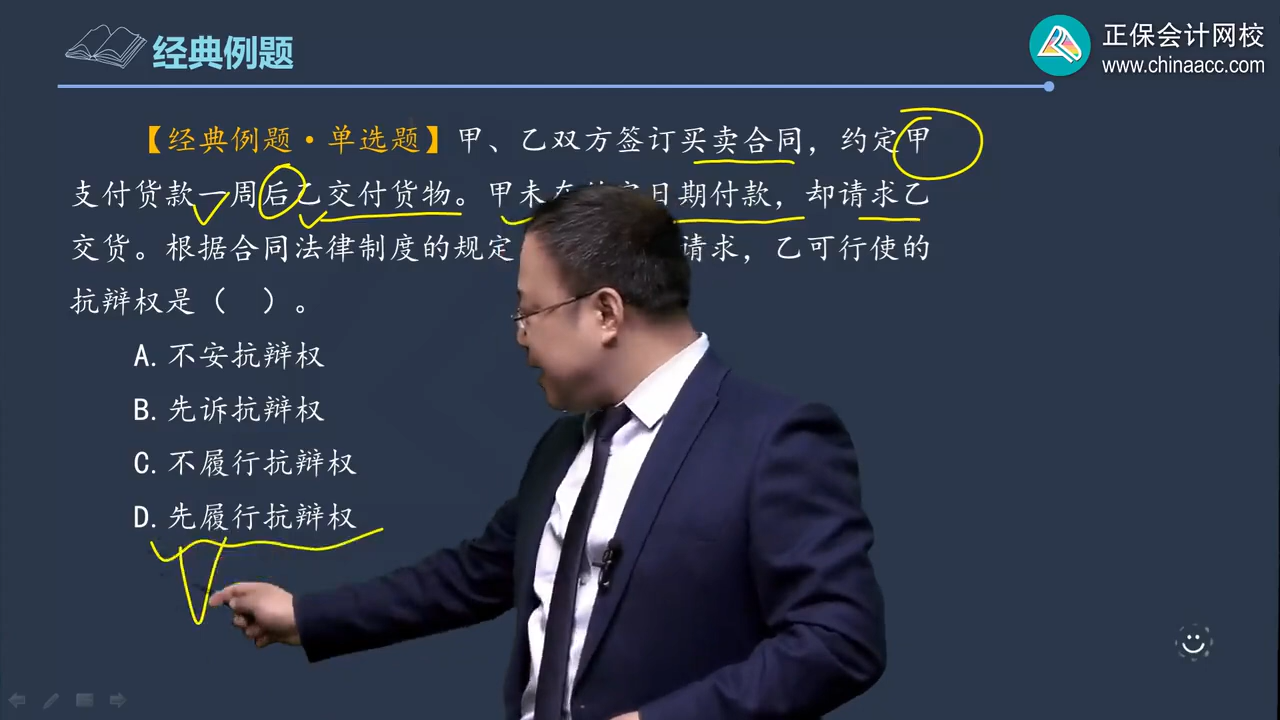 经典例题
正保会计网校
www.chinaacc.com
【经典例题·单选题】甲、乙双方签订买卖合同，约定甲
支付货款一周后乙交付货物。甲未 日期付款，却请求乙
交货。根据合同法律制度的规定 请求，乙可行使的
抗辩权是（ ）。
A. 不安抗辩权
B. 先诉抗辩权
C. 不履行抗辩权
D. 先履行抗辩权